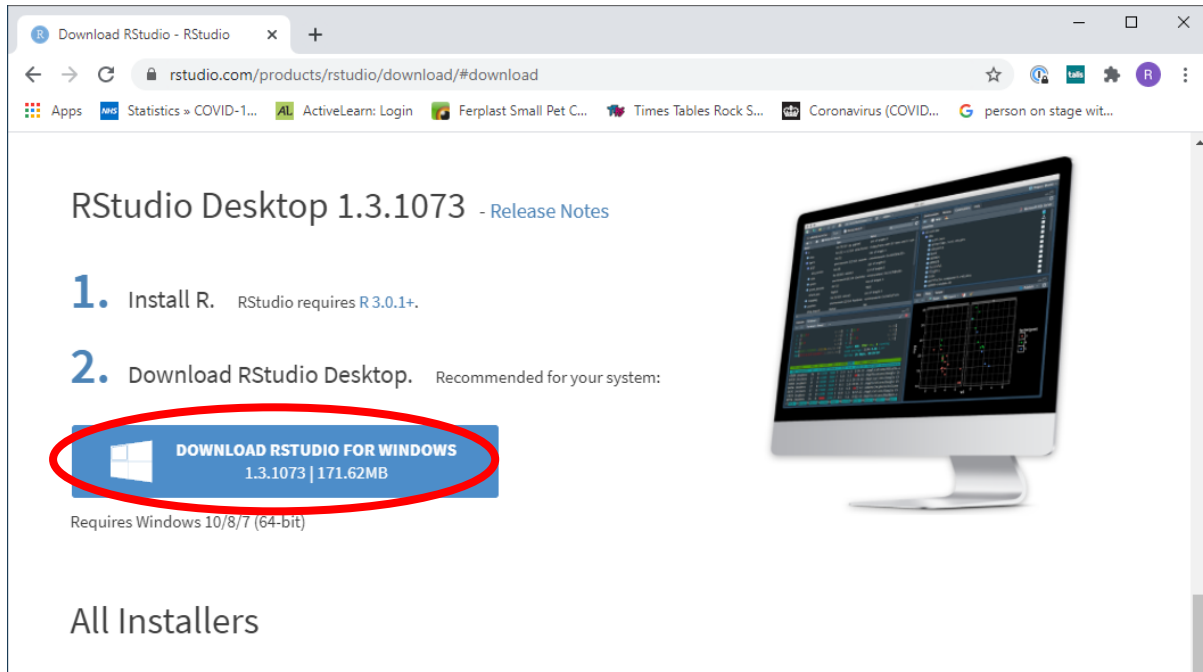 Download RStudio - RStudio
rstudio.com/products/rstudio/download/#download
talis
R
Apps
NHS
Statistics » COVID-1...
AL
ActiveLearn: Login
Ferplast Small Pet C...
Times Tables Rock S...
Coronavirus (COVID...
G
person on stage wit...
RStudio Desktop 1.3.1073 - Release Notes
1. Install R. RStudio requires R 3.0.1+.
2. Download RStudio Desktop. Recommended for your system:
DOWNLOAD RSTUDIO FOR WINDOWS
1.3.1073 | 171.62MB
Requires Windows 10/8/7 (64-bit)
All Installers